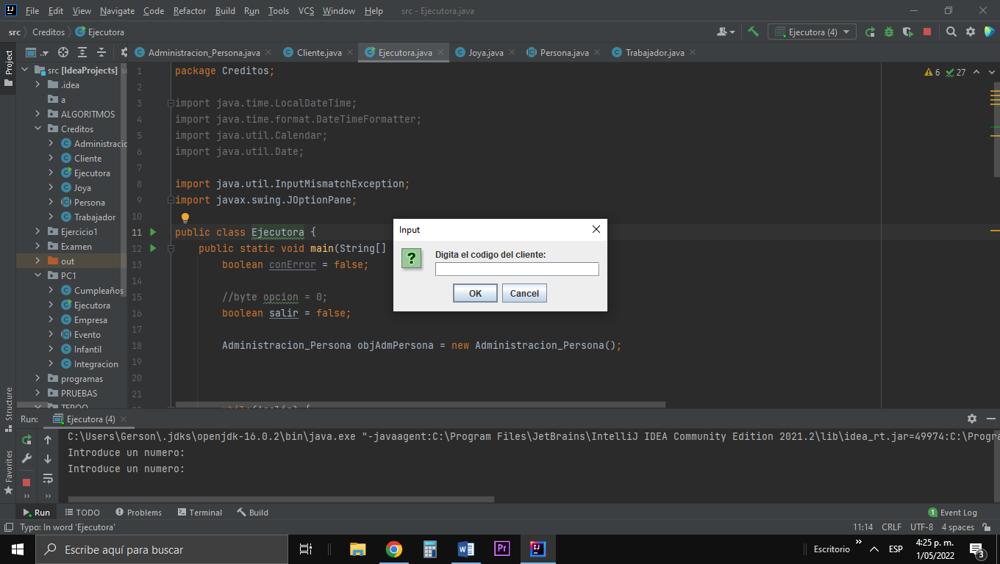 File Edit View Navigate Code Refactor Build Run Tools VCS Window Help src - Ejecutora.java
src Creditos Ejecutora Ejecutora (4)
Project Administracion_Persona.java Cliente.java Ejecutora.java Joya.java Persona.java Trabajador.java
src [IdeaProjects]
.idea
a
ALGORITMOS
Creditos
Administracio
Cliente
Ejecutora
Joya
Persona
Trabajador
Ejercicio1
Examen
out
PC1
Cumpleaños
Ejecutora
Empresa
Evento
Infantil
Integracion
programas
PRUEBAS
TEPOO
6 27
1 package Creditos;
2
3 import java.time.LocalDateTime;
4 import java.time.format.DateTimeFormatter;
5 import java.util.Calendar;
6 import java.util.Date;
7
8 import java.util.InputMismatchException;
9 import javax.swing.JOptionPane;
10
11 public class Ejecutora {
12 public static void main(String[]
13 boolean conError = false;
14
15 //byte opcion = 0;
16 boolean salir = false;
17
18 Administracion_Persona objAdmPersona = new Administracion_Persona();
19
20
21
while(!salir) {
Input
?
Digita el codigo del cliente:
OK Cancel
Structure
Favorites
Run: Ejecutora (4)
C:\Users\Gerson\.jdks\openjdk-16.0.2\bin\java.exe "-javaagent:C:\Program Files\JetBrains\IntelliJ IDEA Community Edition 2021.2\lib\idea_rt.jar=49974:C:\Progra
Introduce un numero:
Introduce un numero:
Run TODO Problems Terminal Build 1 Event Log
Typo: In word 'Ejecutora' 11:14 CRLF UTF-8 4 spaces
Escribe aquí para buscar Pr IJ Escritorio ESP 4:25 p. m.
1/05/2022 3